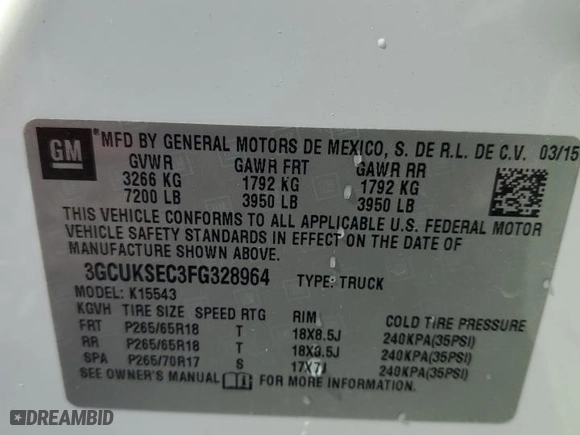 GM
®MFD BY GENERAL MOTORS DE MEXICO, S. DE R.L. DE C.V. 03/15
GVWR GAWR FRT GAWR RR
3266 KG 1792 KG 1792 KG
7200 LB 3950 LB 3950 LB
THIS VEHICLE CONFORMS TO ALL APPLICABLE U.S. FEDERAL MOTOR
VEHICLE SAFETY STANDARDS IN EFFECT ON THE DATE OF
MANUFACTURE SHOWN ABOVE.
3GCUKSEC3FG328964 TYPE: TRUCK
MODEL: K15543
KGVH TIRE SIZE SPEED RTG RIM COLD TIRE PRESSURE
FRT P265/65R18 T 18X8.5J 240KPA(35PSI)
RR P265/65R18 T 18X8.5J 240KPA(35PSI)
SPA P265/70R17 S 17X7J 240KPA(35PSI)
SEE OWNER'S MANUAL FOR MORE INFORMATION.
DREAMBID